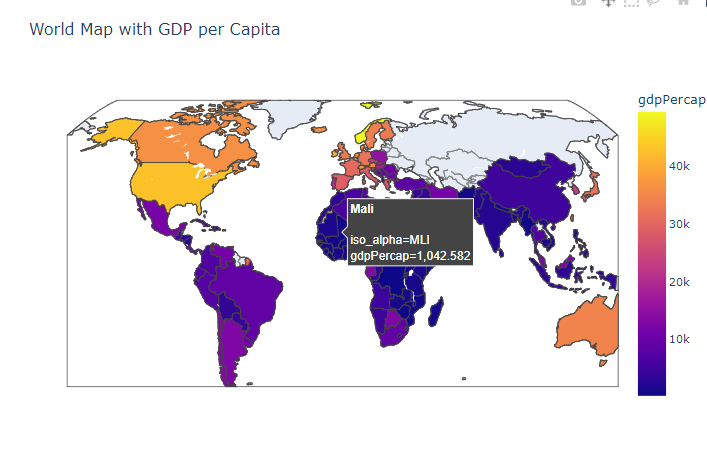 World Map with GDP per Capita
gdpPercap
Mali
iso_alpha=MLI
gdpPercap=1,042.582
40k
30k
20k
10k